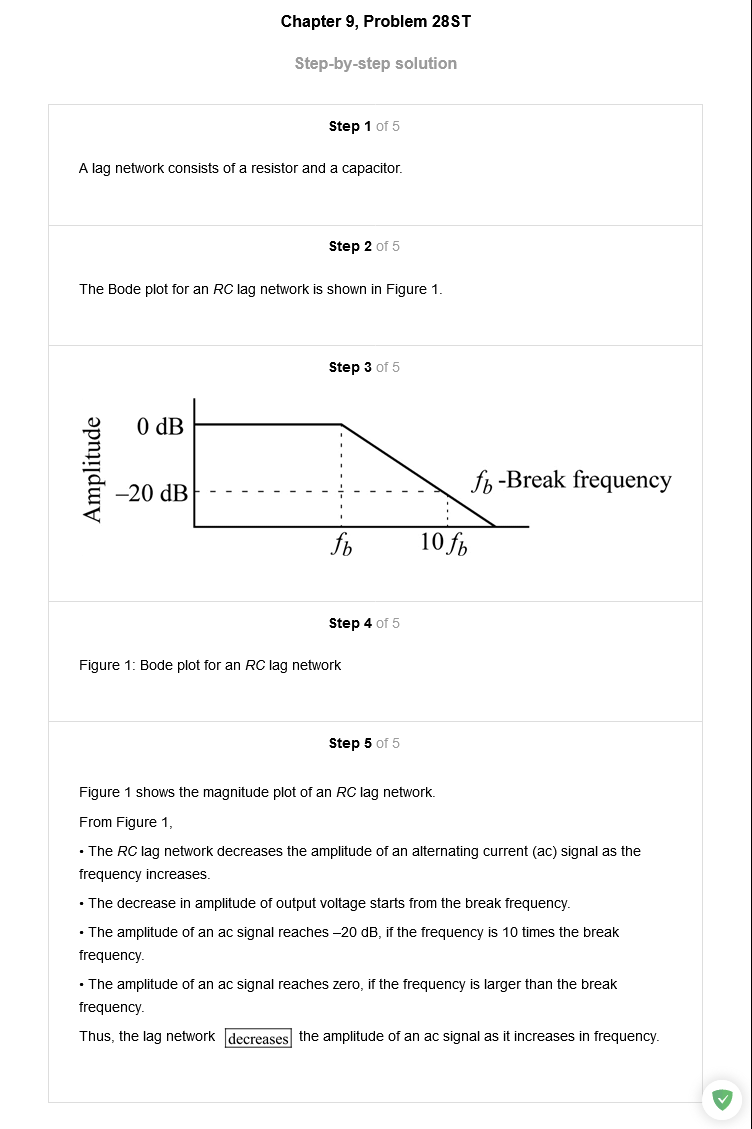 Chapter 9, Problem 28ST
Step-by-step solution
Step 1 of 5
A lag network consists of a resistor and a capacitor.
Step 2 of 5
The Bode plot for an RC lag network is shown in Figure 1.
Step 3 of 5
Amplitude
0 dB
–20 dB
fb -Break frequency
fb
10 fb
Step 4 of 5
Figure 1: Bode plot for an RC lag network
Step 5 of 5
Figure 1 shows the magnitude plot of an RC lag network.
From Figure 1,
• The RC lag network decreases the amplitude of an alternating current (ac) signal as the
frequency increases.
• The decrease in amplitude of output voltage starts from the break frequency.
• The amplitude of an ac signal reaches –20 dB, if the frequency is 10 times the break
frequency.
• The amplitude of an ac signal reaches zero, if the frequency is larger than the break
frequency.
Thus, the lag network decreases the amplitude of an ac signal as it increases in frequency.